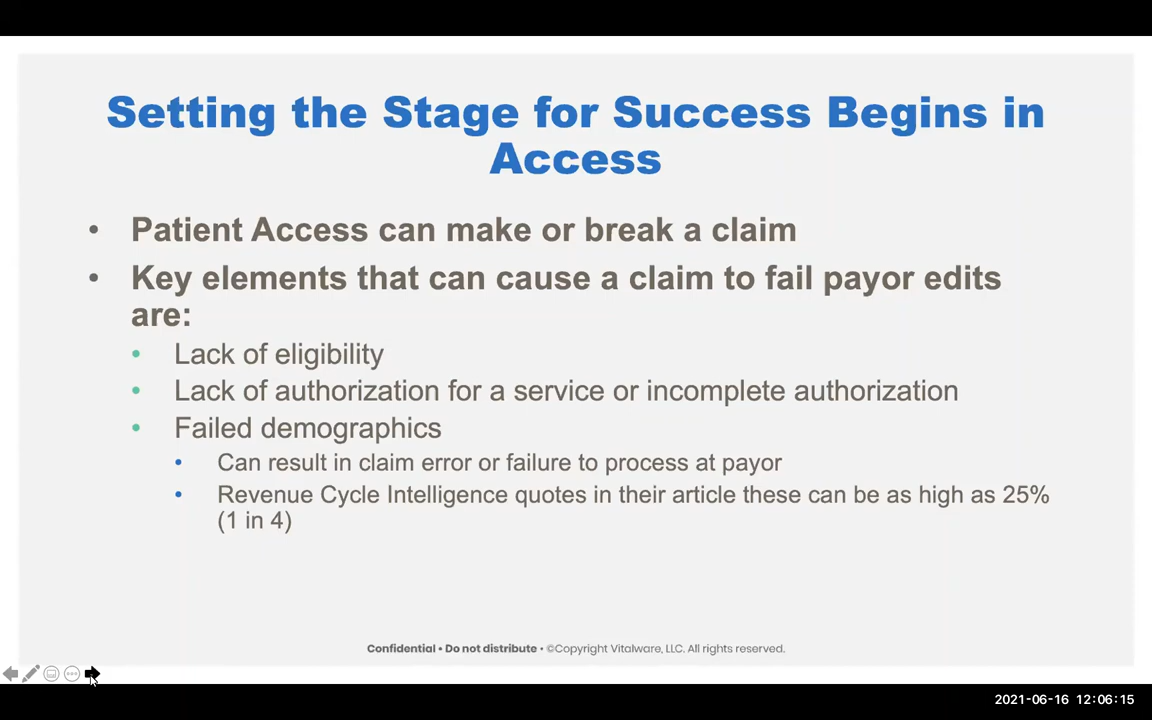 Setting the Stage for Success Begins in
Access
• Patient Access can make or break a claim
• Key elements that can cause a claim to fail payor edits
are:
• Lack of eligibility
• Lack of authorization for a service or incomplete authorization
• Failed demographics
• Can result in claim error or failure to process at payor
• Revenue Cycle Intelligence quotes in their article these can be as high as 25%
(1 in 4)
Confidential • Do not distribute • ©Copyright Vitalware, LLC. All rights reserved.
2021-06-16 12:06:15